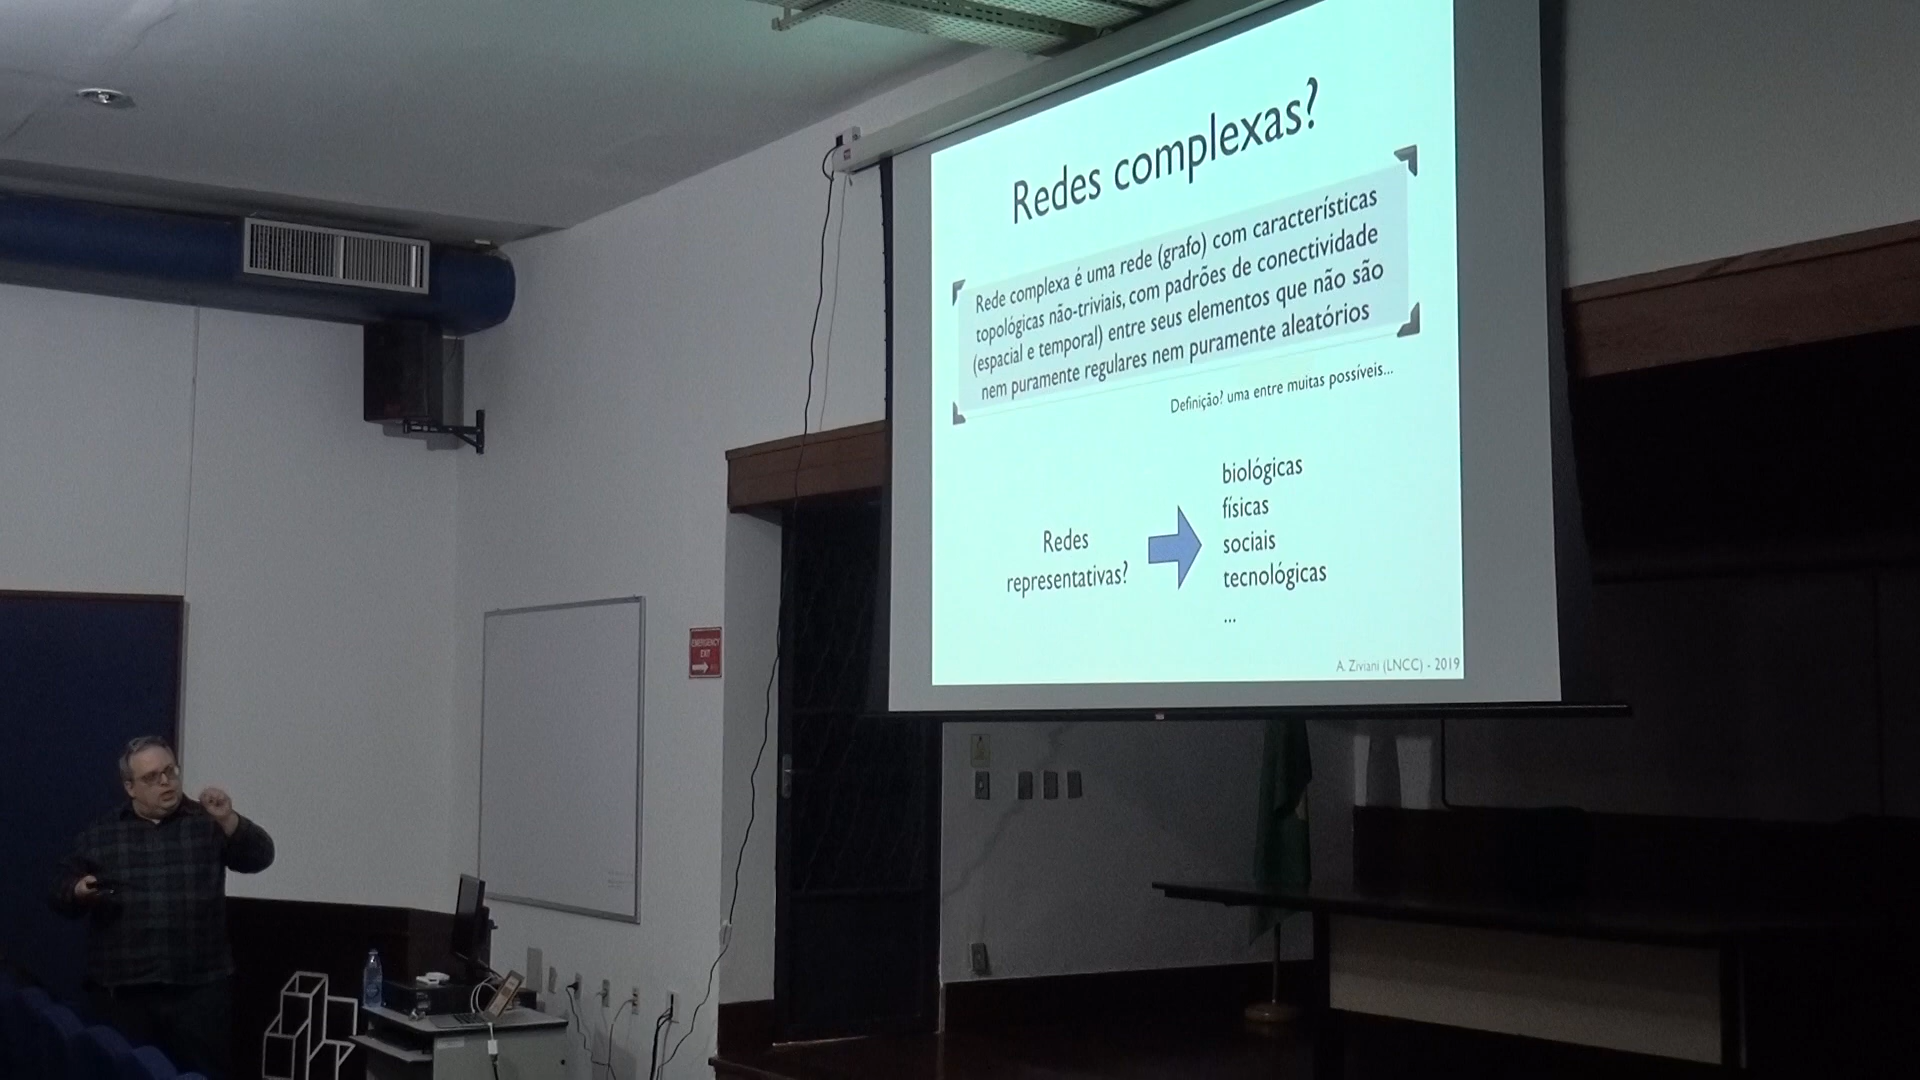 Redes complexas?
Rede complexa é uma rede (grafo) com características
topológicas não-triviais, com padrões de conectividade
(espacial e temporal) entre seus elementos que não são
nem puramente regulares nem puramente aleatórios
Definição? uma entre muitas possíveis...
Redes
representativas?
biológicas
físicas
sociais
tecnológicas
...
A. Ziviani (LNCC) - 2019
EMERGENCY
EXIT